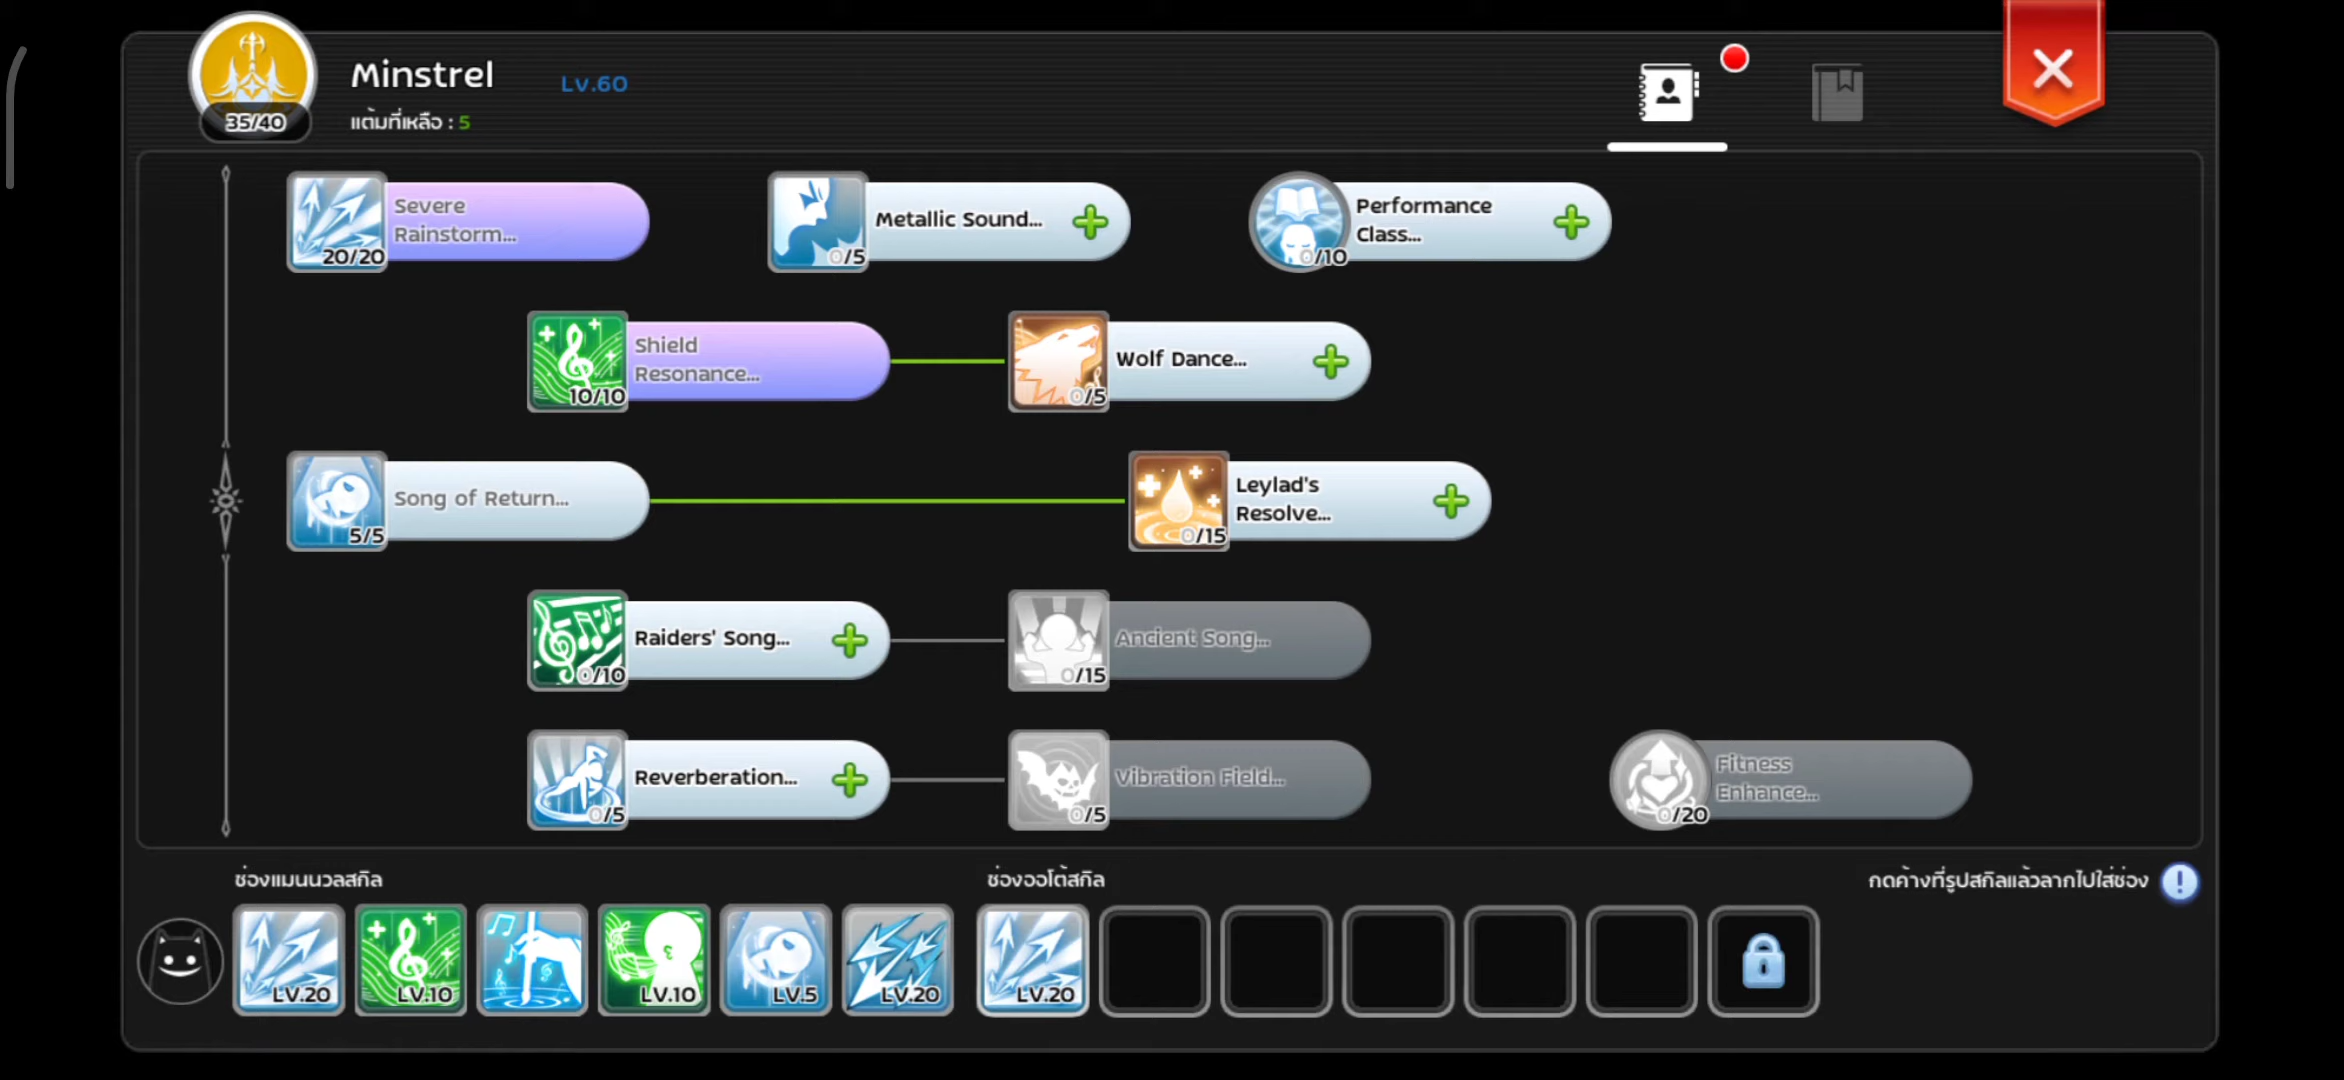 Minstrel
Lv.60
35/40
แต้มที่เหลือ : 5
Severe
Rainstorm...
20/20
Metallic Sound...
0/5
Performance
Class...
0/10
Shield
Resonance...
10/10
Wolf Dance...
0/5
Song of Return...
5/5
Leylad's
Resolve...
0/15
Raiders' Song...
0/10
Ancient Song...
0/15
Reverberation...
0/5
Vibration Field...
0/5
Fitness
Enhance...
0/20
ช่องแมนนวลสกิล
ช่องออโต้สกิล
กดค้างที่รูปสกิลแล้วลากไปใส่ช่อง
LV.20
LV.10
LV.10
LV.5
LV.20
LV.20